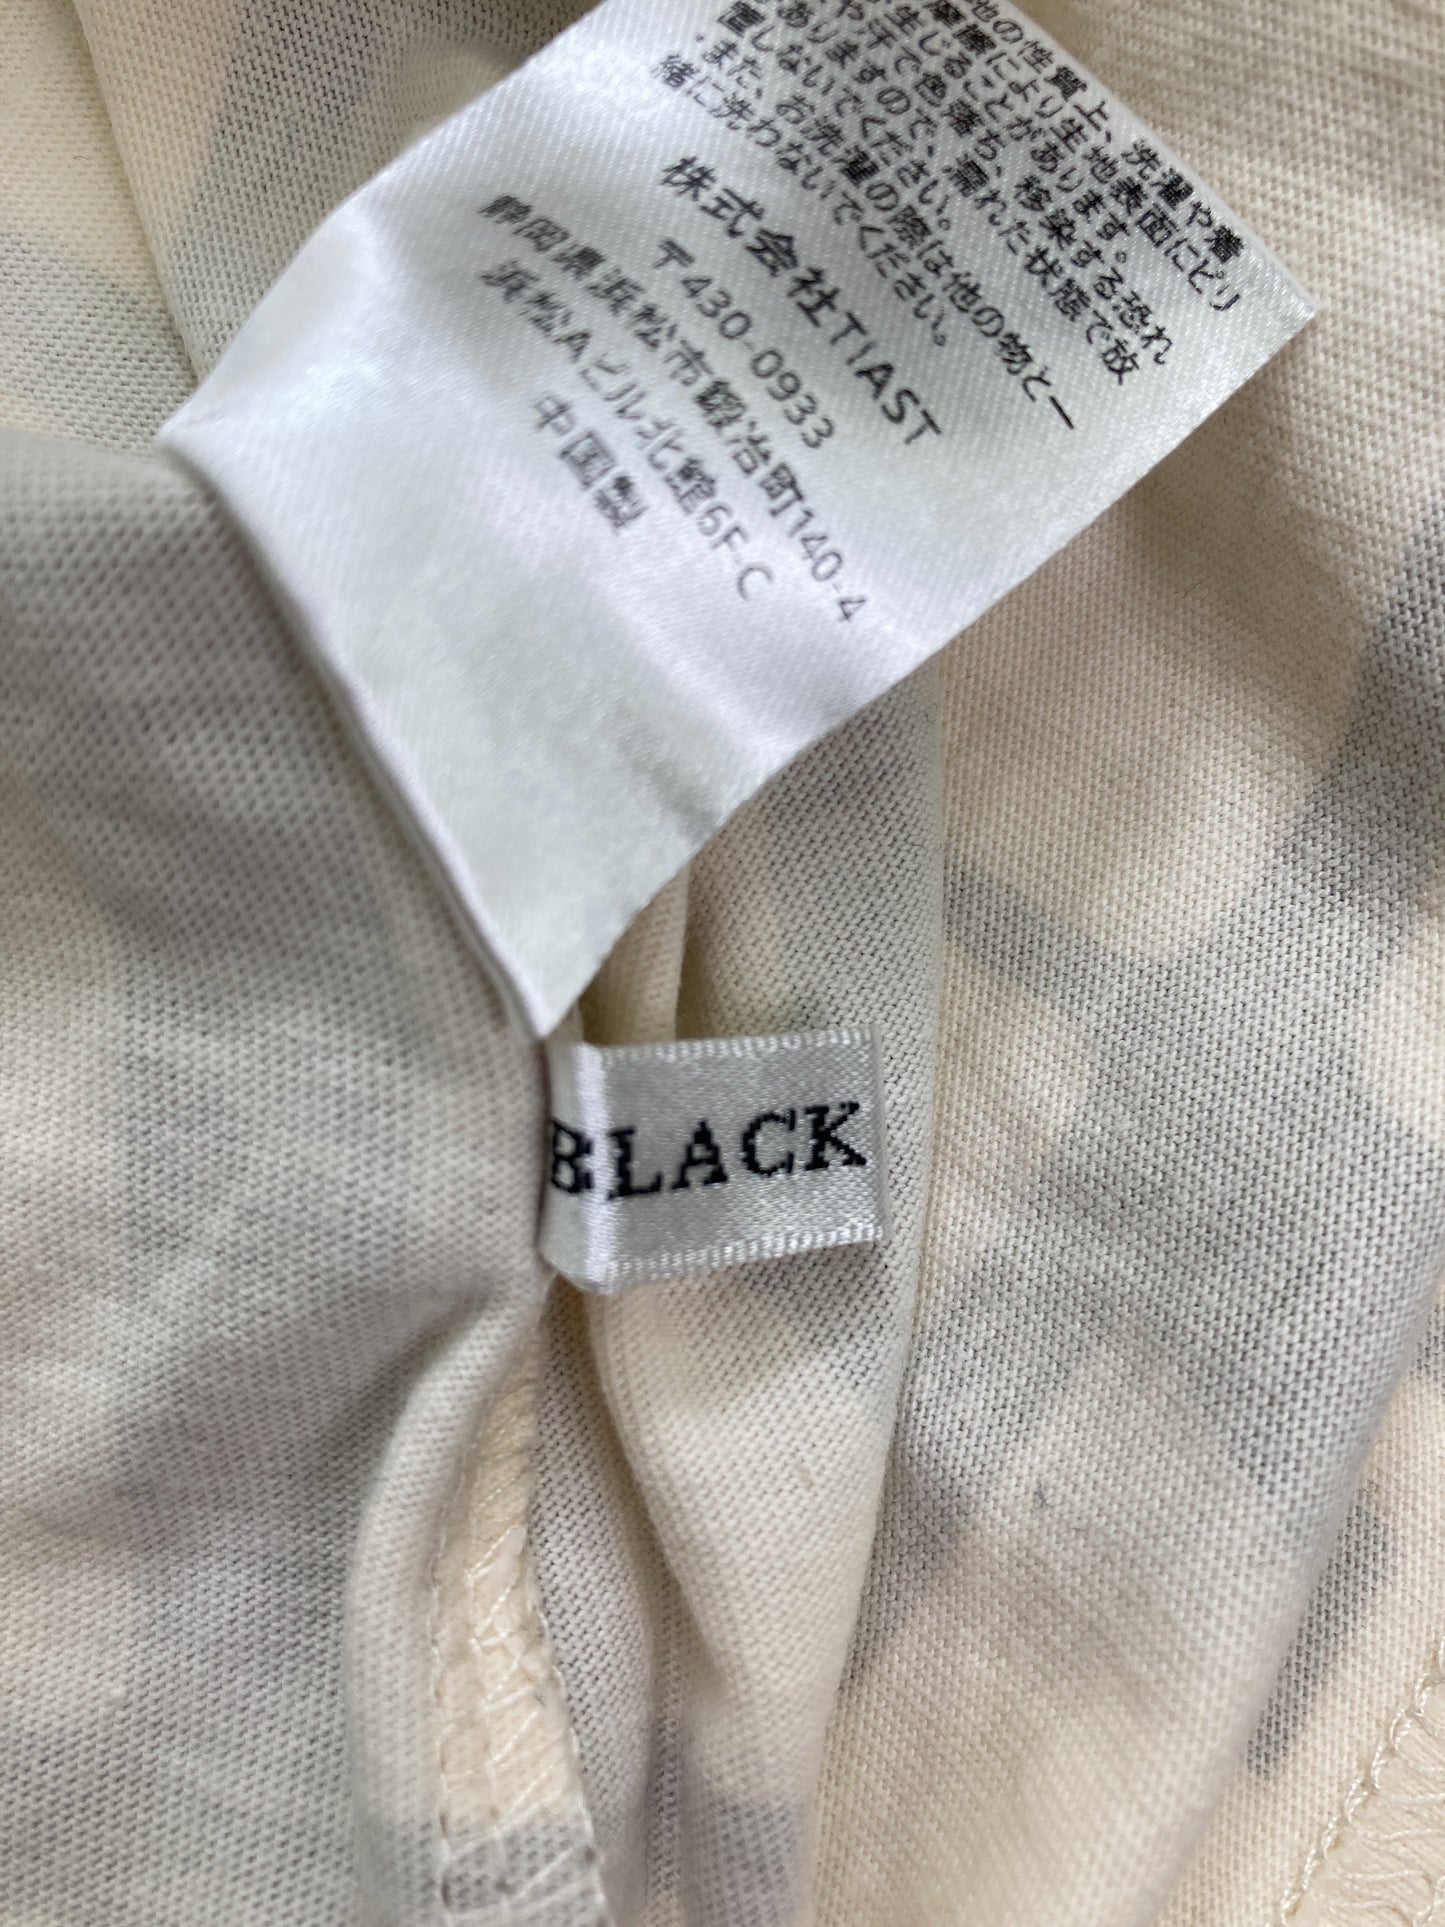 地の性質上、洗濯や着
摩擦により生地表面にピリ
が生じることがあります。
や汗で色落ち、移染する恐れ
ありますので、濡れた状態で放
置しないでください。
また、お洗濯の際は他の物と一
緒に洗わないでください。
株式会社TIAST
〒430-0933
静岡県浜松市鍛冶町140-4
浜松Aビル北館6F-C
中国製
BLACK